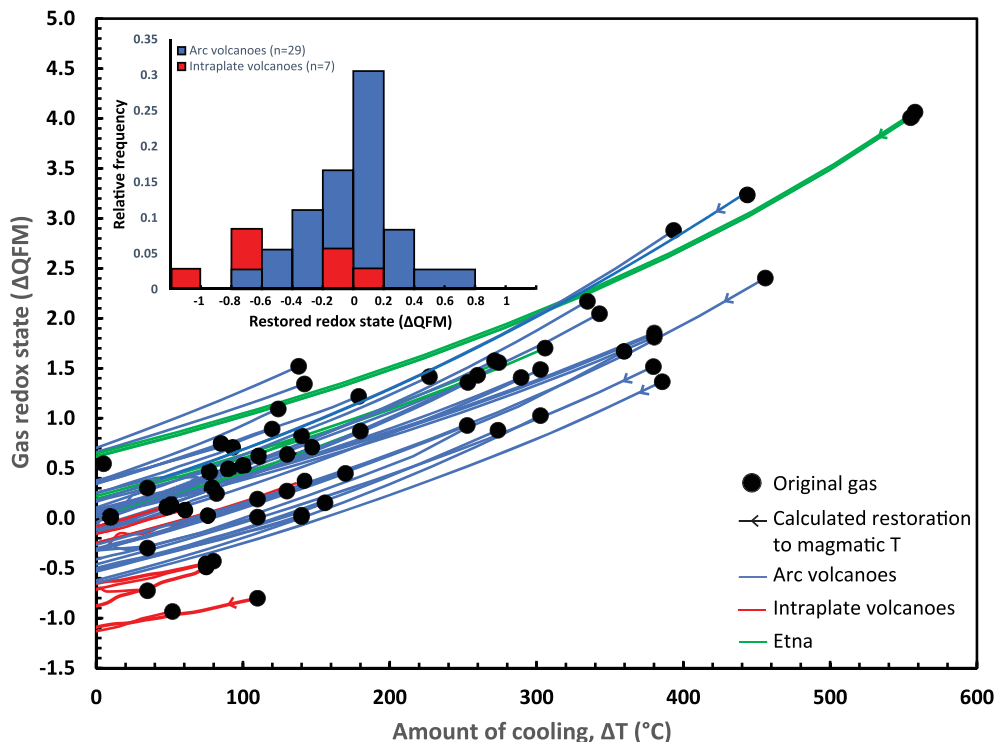 5.0
4.5
4.0
3.5
3.0
2.5
2.0
1.5
1.0
0.5
0.0
-0.5
-1.0
-1.5
Gas redox state (ΔQFM)
0.35
0.3
0.25
0.2
0.15
0.1
0.05
0
Relative frequency
Arc volcanoes (n=29)
Intraplate volcanoes (n=7)
-1 -0.8 -0.6 -0.4 -0.2 0 0.2 0.4 0.6 0.8 1
Restored redox state (ΔQFM)
Original gas
Calculated restoration
to magmatic T
Arc volcanoes
Intraplate volcanoes
Etna
0 100 200 300 400 500 600
Amount of cooling, ΔT (°C)